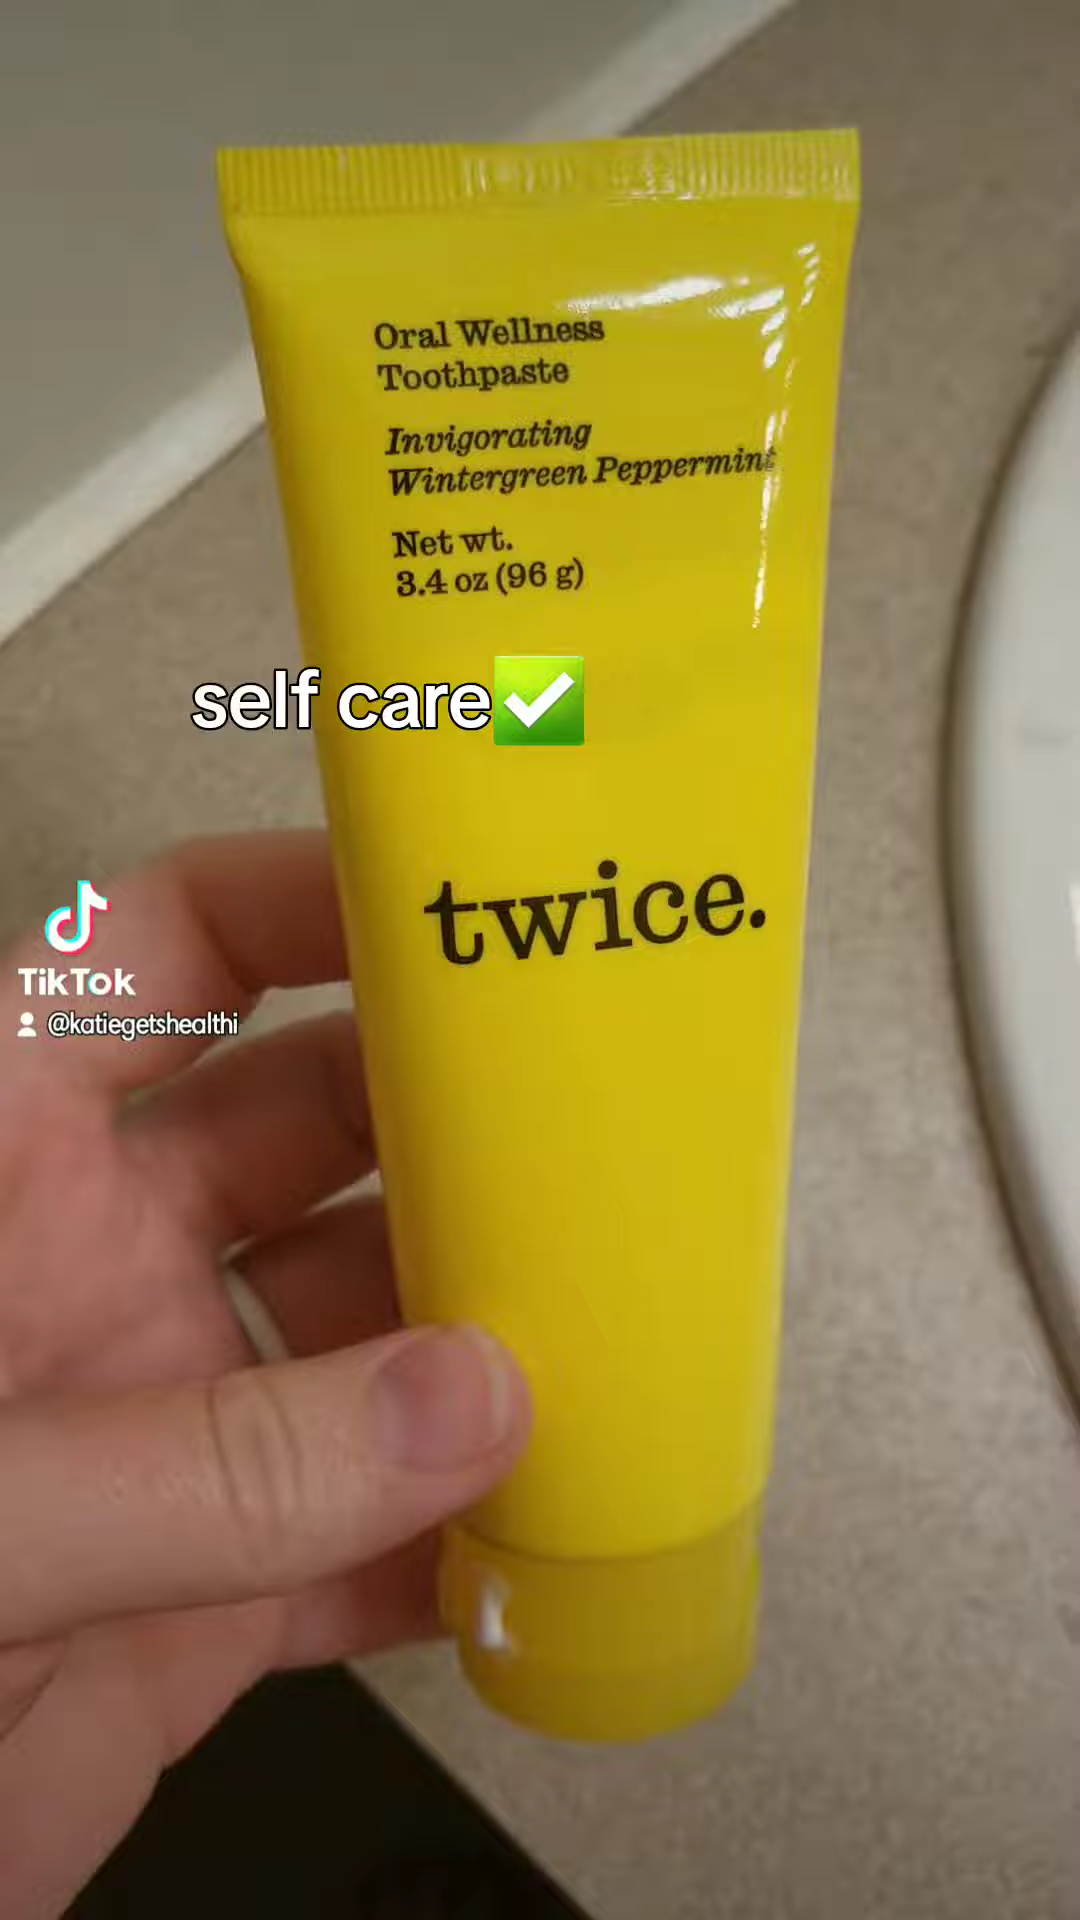 Oral Wellness
Toothpaste
Invigorating
Wintergreen Peppermint
Net wt.
3.4 oz (96 g)
self care✅
twice.
TikTok
@katiegetshealthi